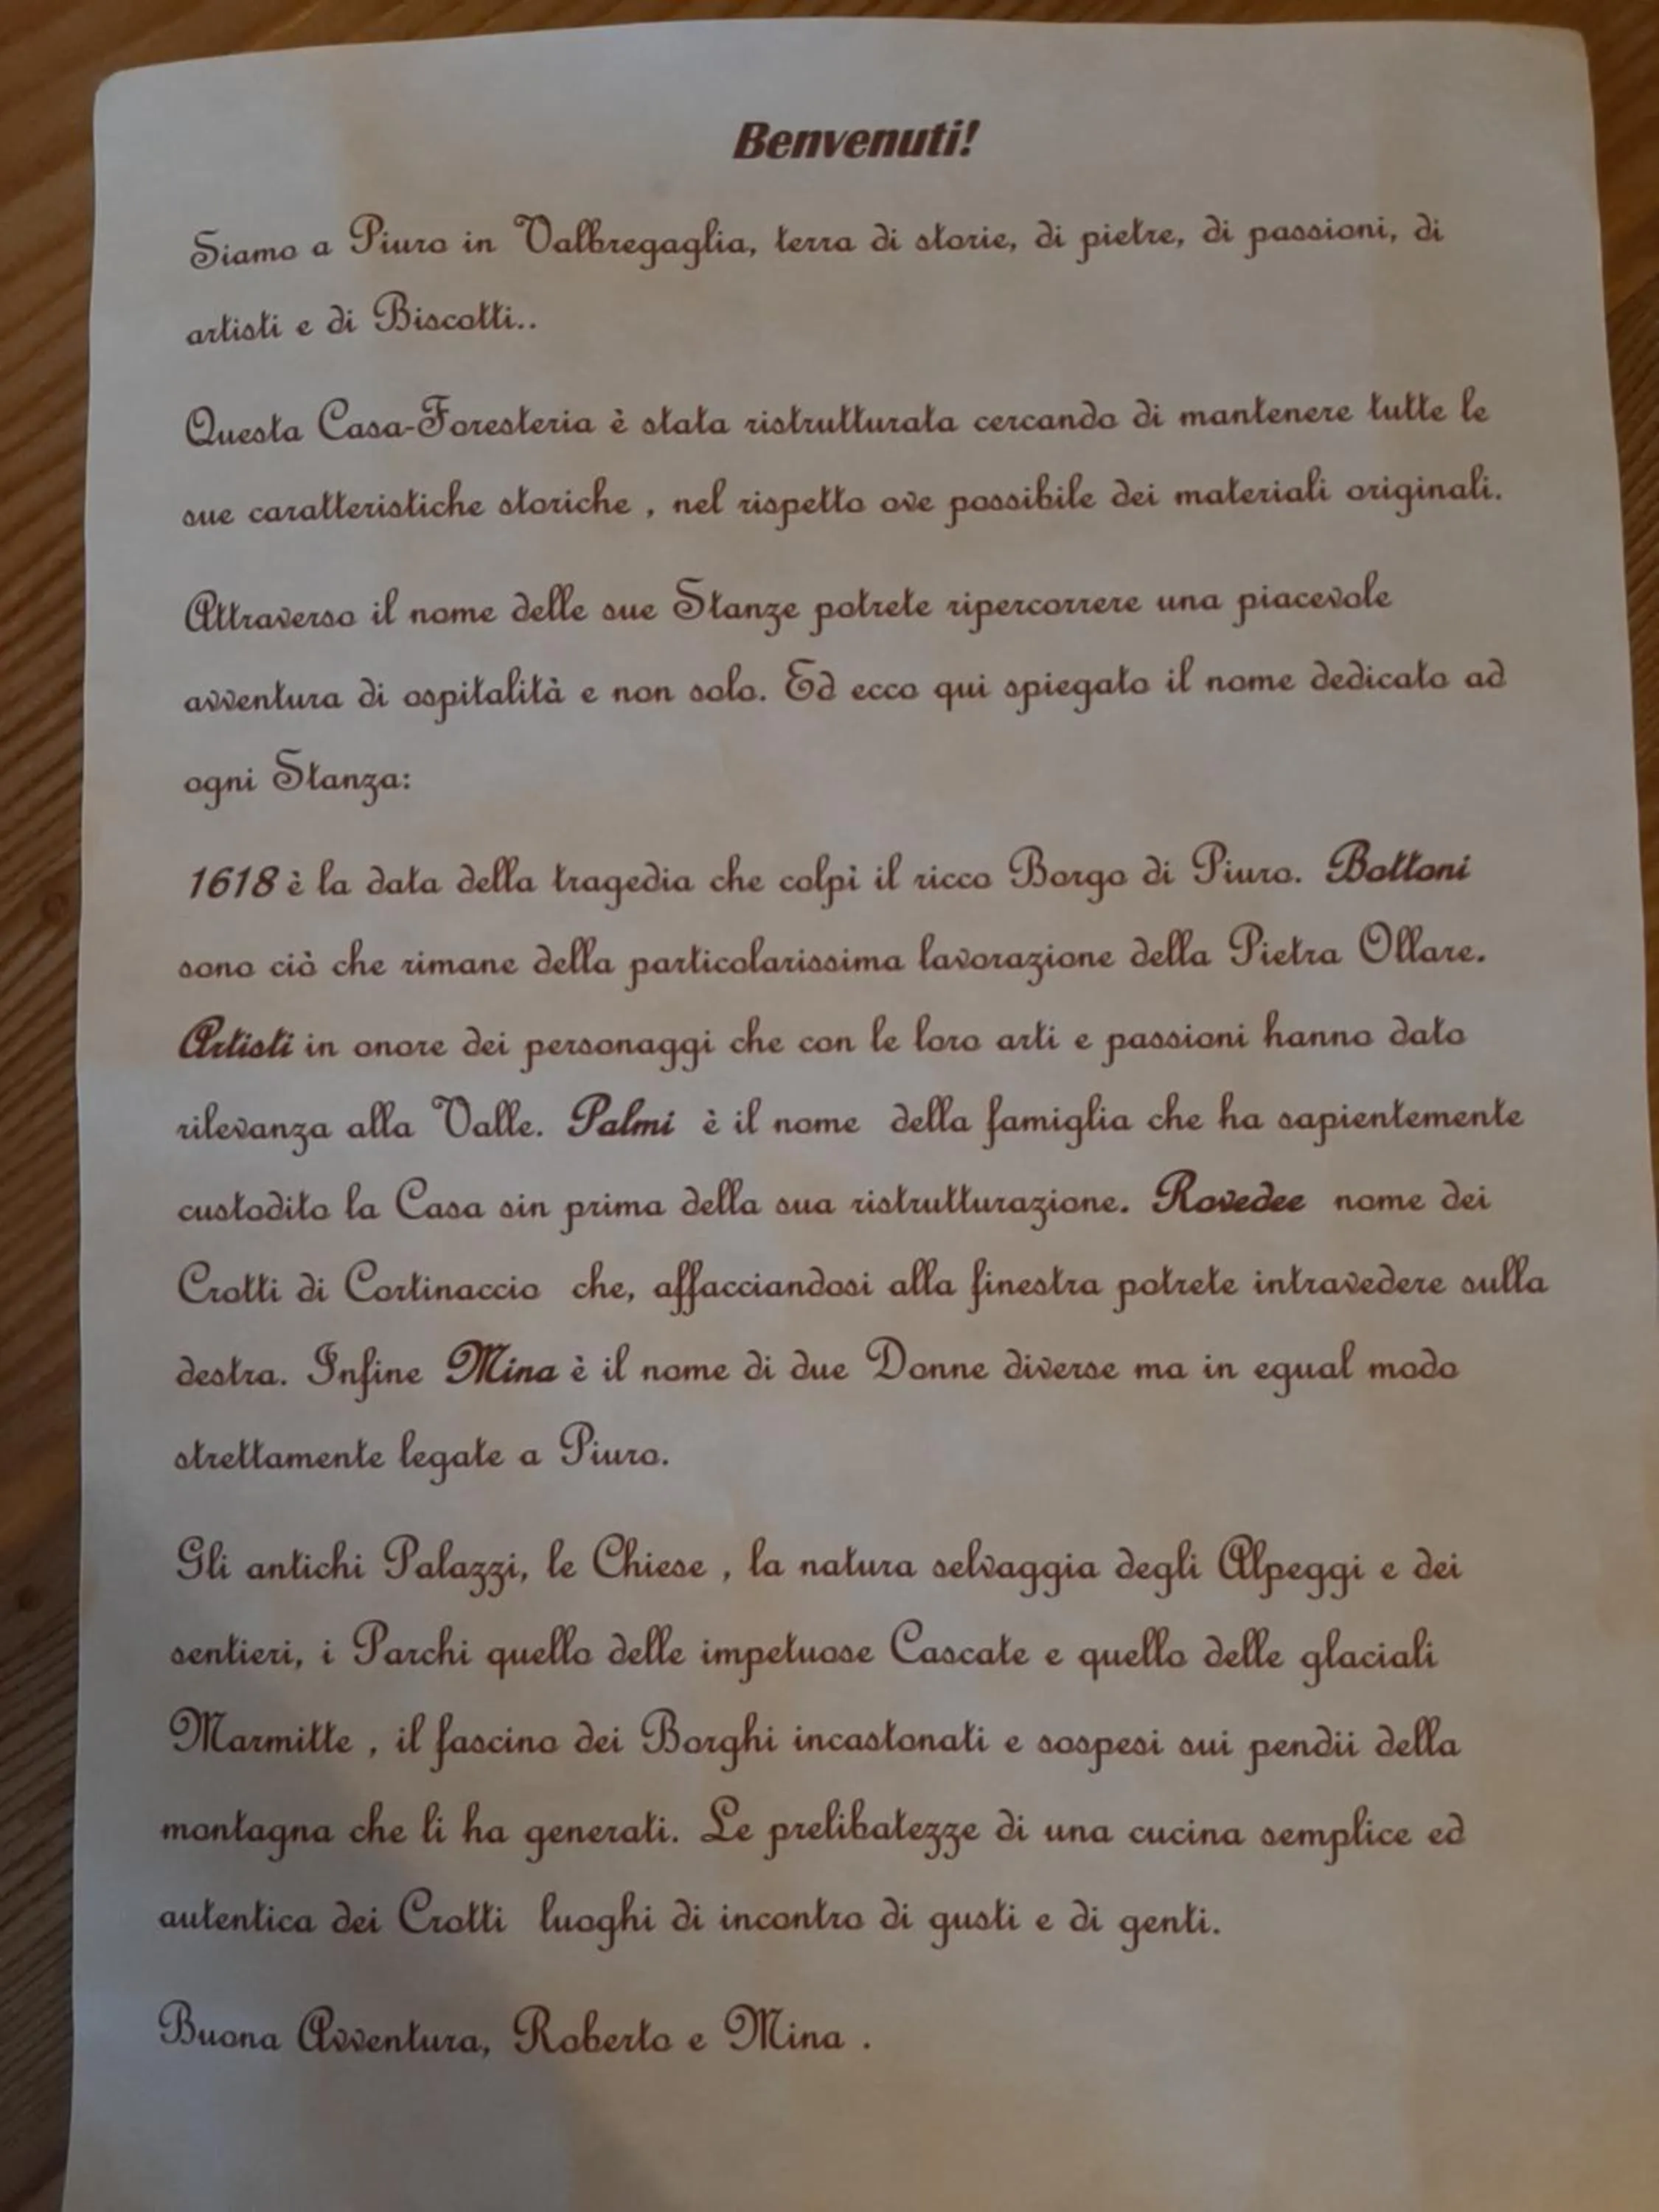 Benvenuti!
Siamo a Piuro in Valbregaglia, terra di storie, di pietre, di passioni, di
artisti e di Biscotti..
Questa Casa-Foresteria è stata ristrutturata cercando di mantenere tutte le
sue caratteristiche storiche , nel rispetto ove possibile dei materiali originali.
Attraverso il nome delle sue Stanze potrete ripercorrere una piacevole
avventura di ospitalità e non solo. Ed ecco qui spiegato il nome dedicato ad
ogni Stanza:
1618 è la data della tragedia che colpì il ricco Borgo di Piuro. Bottoni
sono ciò che rimane della particolarissima lavorazione della Pietra Ollare.
Artisti in onore dei personaggi che con le loro arti e passioni hanno dato
rilevanza alla Valle. Palmi è il nome della famiglia che ha sapientemente
custodito la Casa sin prima della sua ristrutturazione. Rovedee nome dei
Crotti di Cortinaccio che, affacciandosi alla finestra potrete intravedere sulla
destra. Infine Mina è il nome di due Donne diverse ma in egual modo
strettamente legate a Piuro.
Gli antichi Palazzi, le Chiese , la natura selvaggia degli Alpeggi e dei
sentieri, i Parchi quello delle impetuose Cascate e quello delle glaciali
Marmitte , il fascino dei Borghi incastonati e sospesi sui pendii della
montagna che li ha generati. Le prelibatezze di una cucina semplice ed
autentica dei Crotti luoghi di incontro di gusti e di genti.
Buona Avventura, Roberto e Mina .